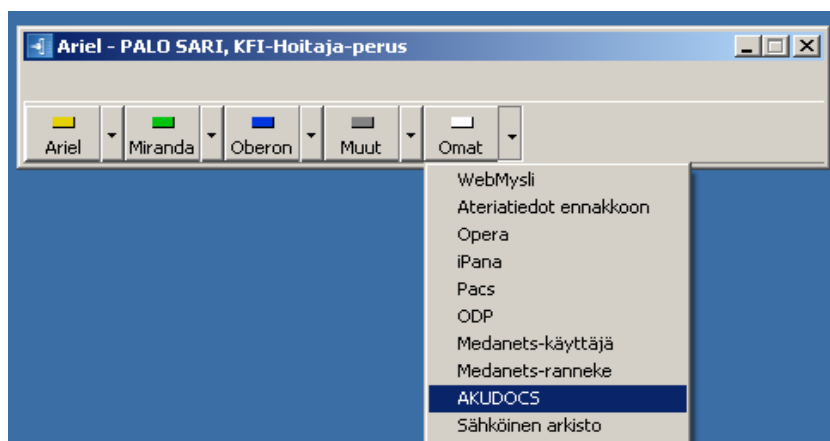 Ariel - PALO SARI, KFI-Hoitaja-perus
Ariel Miranda Oberon Muut Omat
WebMysli
Ateriatiedot ennakkoon
Opera
iPana
Pacs
ODP
Medanets-käyttäjä
Medanets-ranneke
AKUDOCS
Sähköinen arkisto